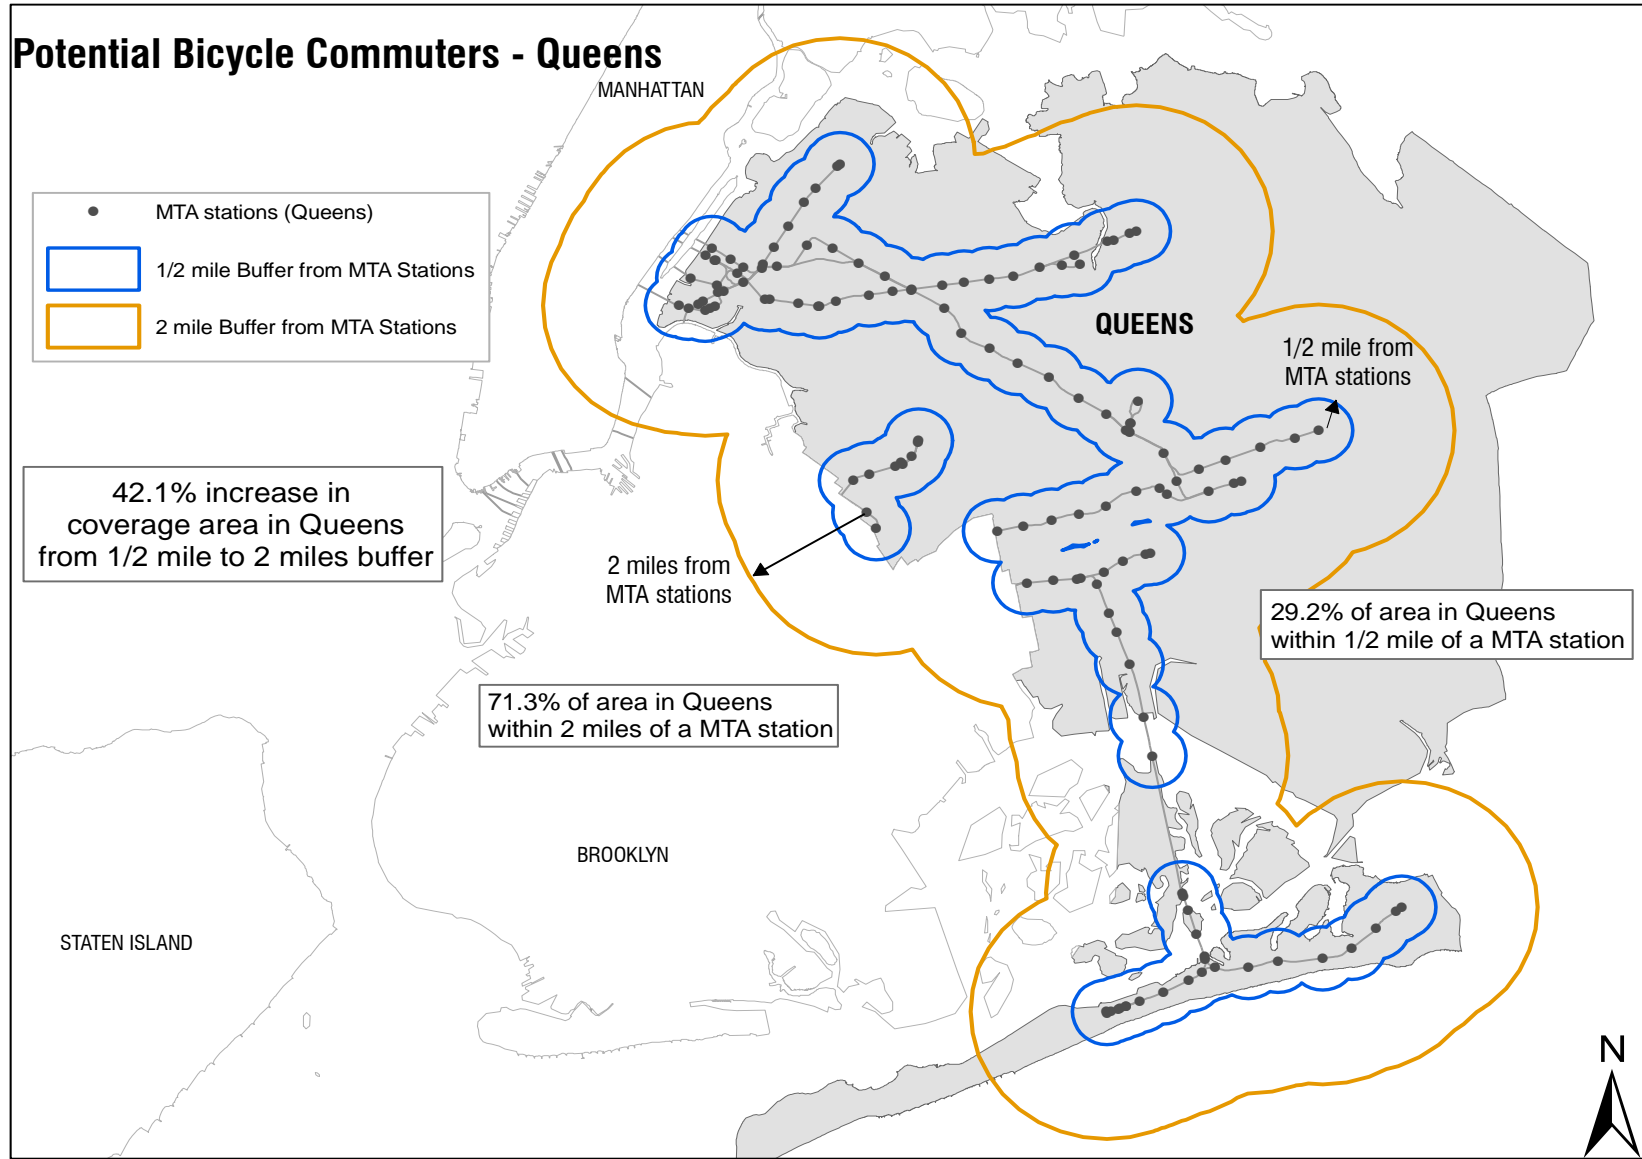 Potential Bicycle Commuters - Queens
MANHATTAN
MTA stations (Queens)
1/2 mile Buffer from MTA Stations
2 mile Buffer from MTA Stations
QUEENS
1/2 mile from
MTA stations
42.1% increase in
coverage area in Queens
from 1/2 mile to 2 miles buffer
2 miles from
MTA stations
29.2% of area in Queens
within 1/2 mile of a MTA station
71.3% of area in Queens
within 2 miles of a MTA station
BROOKLYN
STATEN ISLAND
N